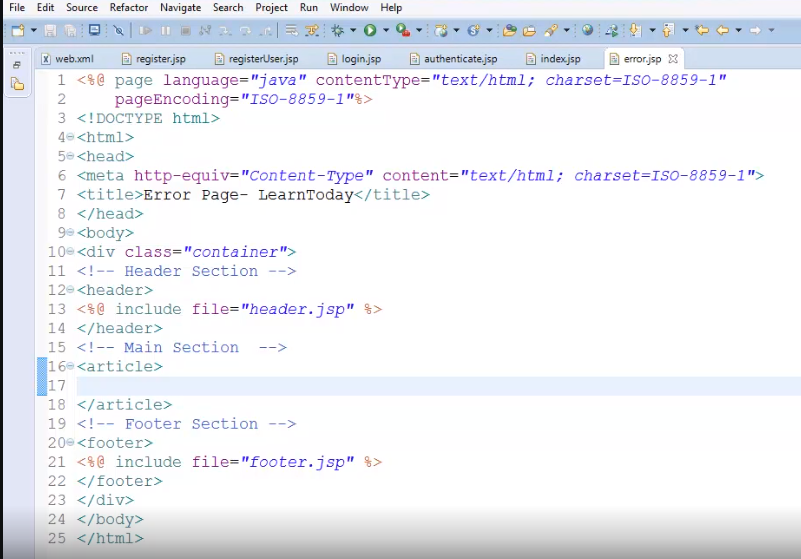 File Edit Source Refactor Navigate Search Project Run Window Help
web.xml register.jsp registerUser.jsp login.jsp authenticate.jsp index.jsp error.jsp
1 <%@ page language="java" contentType="text/html; charset=ISO-8859-1"
2 pageEncoding="ISO-8859-1"%>
3 <!DOCTYPE html>
4 <html>
5 <head>
6 <meta http-equiv="Content-Type" content="text/html; charset=ISO-8859-1">
7 <title>Error Page- LearnToday</title>
8 </head>
9 <body>
10 <div class="container">
11 <!-- Header Section -->
12 <header>
13 <%@ include file="header.jsp" %>
14 </header>
15 <!-- Main Section  -->
16 <article>
17
18 </article>
19 <!-- Footer Section -->
20 <footer>
21 <%@ include file="footer.jsp" %>
22 </footer>
23 </div>
24 </body>
25 </html>